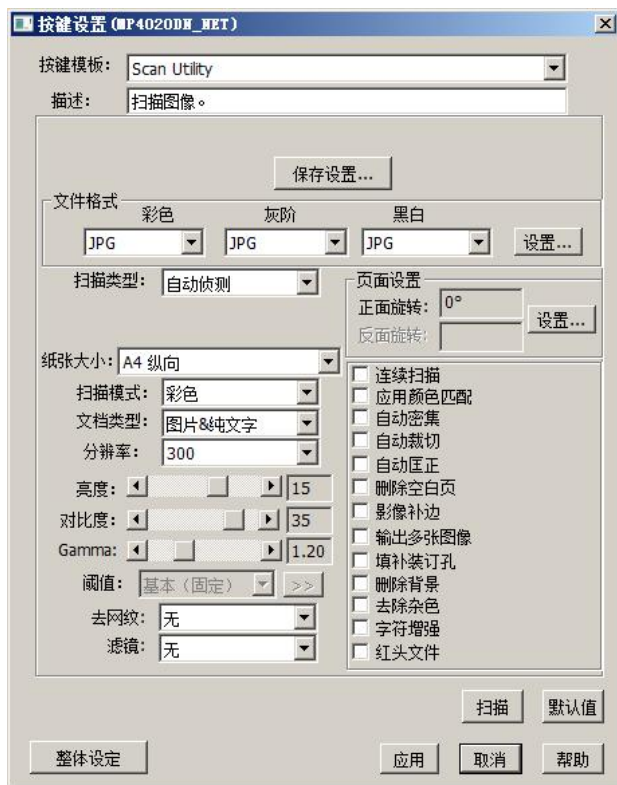 按键设置(MP4020DN_NET)
按键模板: Scan Utility
描述: 扫描图像。
保存设置...
文件格式
彩色 灰阶 黑白
JPG JPG JPG 设置...
扫描类型: 自动侦测
页面设置
正面旋转: 0°
设置...
反面旋转:
纸张大小: A4 纵向
扫描模式: 彩色
文档类型: 图片&纯文字
分辨率: 300
亮度: 15
对比度: 35
Gamma: 1.20
阈值: 基本（固定） >>
去网纹: 无
滤镜: 无
连续扫描
应用颜色匹配
自动密集
自动裁切
自动匡正
删除空白页
影像补边
输出多张图像
填补装订孔
删除背景
去除杂色
字符增强
红头文件
扫描 默认值
整体设定 应用 取消 帮助